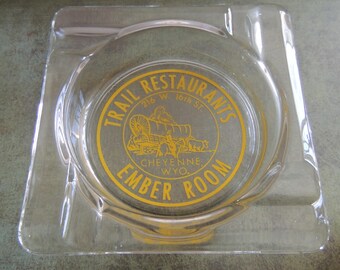 TRAIL RESTAURANTS
CHEYENNE
WYO.
EMBER ROOM